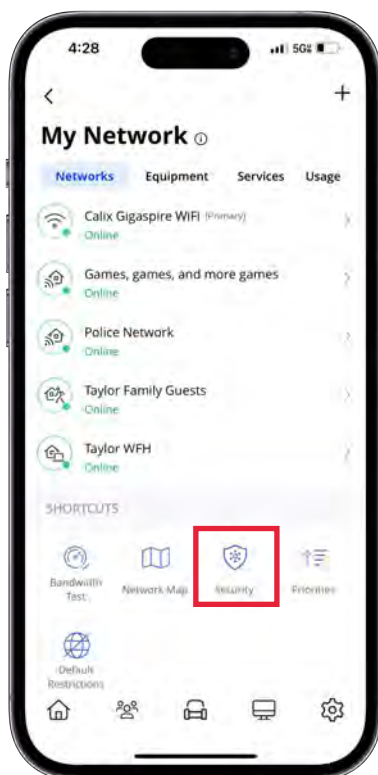 4:28
5G
My Network
Networks Equipment Services Usage
Calix Gigaspire WiFi (Primary)
Online
Games, games, and more games
Online
Police Network
Online
Taylor Family Guests
Online
Taylor WFH
Online
SHORTCUTS
Bandwidth Test
Network Map
Security
Priorities
Default Restrictions